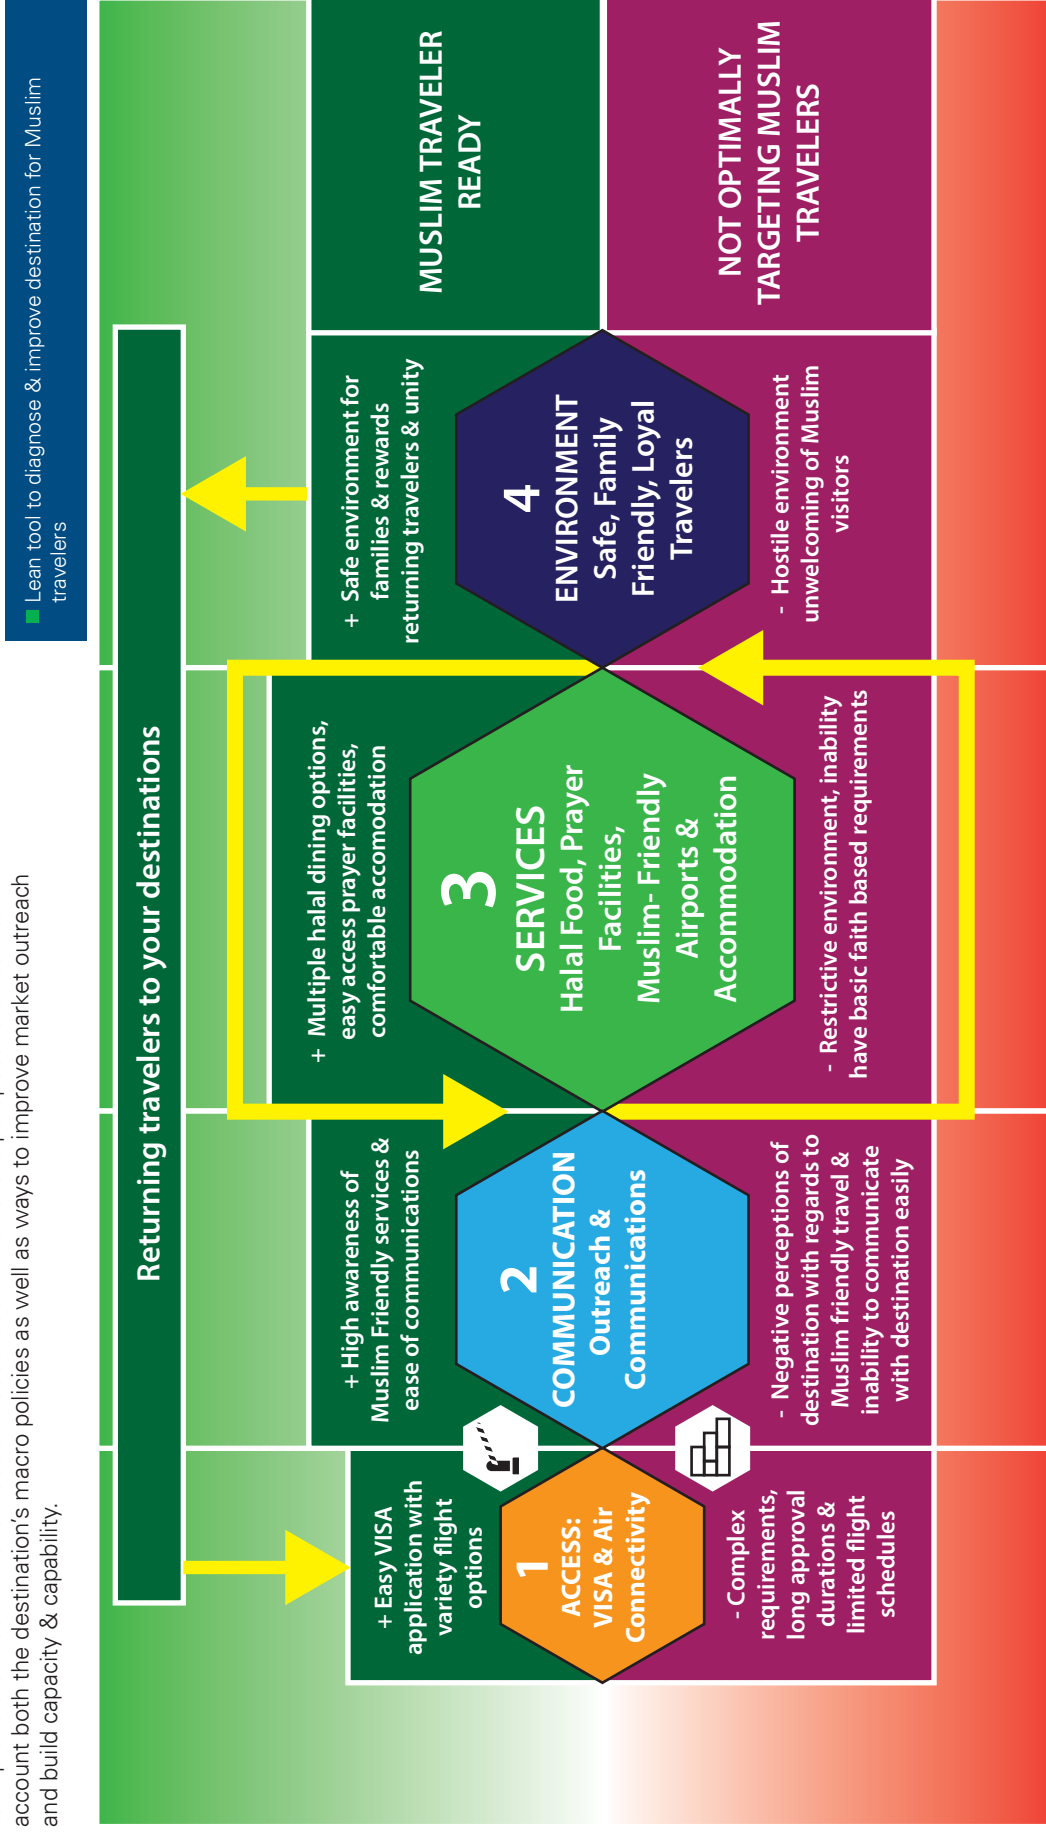 account both the destination's macro policies as well as ways to improve market outreach
and build capacity & capability.
■ Lean tool to diagnose & improve destination for Muslim
travelers
Returning travelers to your destinations
+ Easy VISA
application with
variety flight
options
+ High awareness of
Muslim Friendly services &
ease of communications
+ Multiple halal dining options,
easy access prayer facilities,
comfortable accomodation
+ Safe environment for
families & rewards
returning travelers & unity
MUSLIM TRAVELER
READY
1
ACCESS:
VISA & Air
Connectivity
2
COMMUNICATION
Outreach &
Communications
3
SERVICES
Halal Food, Prayer
Facilities,
Muslim- Friendly
Airports &
Accommodation
4
ENVIRONMENT
Safe, Family
Friendly, Loyal
Travelers
- Complex
requirements,
long approval
durations &
limited flight
schedules
- Negative perceptions of
destination with regards to
Muslim friendly travel &
inability to communicate
with destination easily
- Restrictive environment, inability
have basic faith based requirements
- Hostile environment
unwelcoming of Muslim
visitors
NOT OPTIMALLY
TARGETING MUSLIM
TRAVELERS